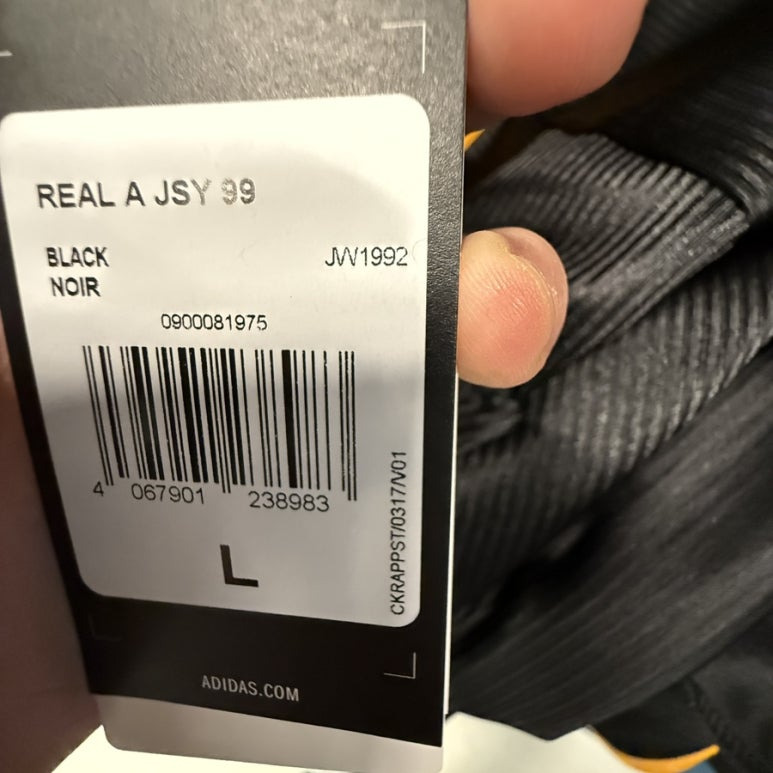 REAL A JSY 99
BLACK JW1992
NOIR
0900081975
4 067901 238983
CKRAPPST/0317/V01
L
ADIDAS.COM